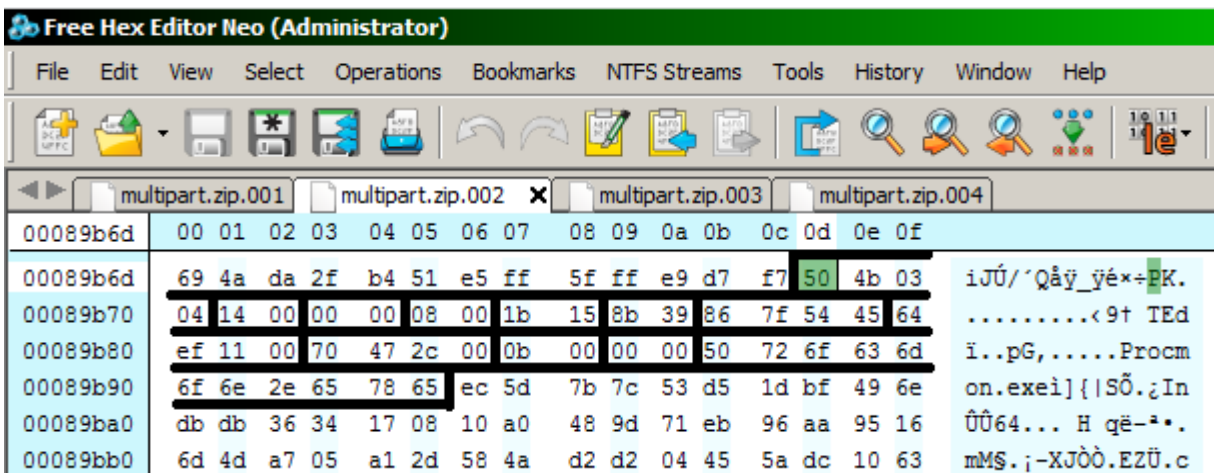 Free Hex Editor Neo (Administrator)
File Edit View Select Operations Bookmarks NTFS Streams Tools History Window Help
multipart.zip.001 multipart.zip.002 x multipart.zip.003 multipart.zip.004
00089b6d 00 01 02 03 04 05 06 07 08 09 0a 0b 0c 0d 0e 0f
00089b6d 69 4a da 2f b4 51 e5 ff 5f ff e9 d7 f7 50 4b 03 iJÚ/´Qåÿ_ÿé×÷PK.
00089b70 04 14 00 00 00 08 00 1b 15 8b 39 86 7f 54 45 64 .........‹9† TEd
00089b80 ef 11 00 70 47 2c 00 0b 00 00 00 50 72 6f 63 6d ï..pG,.....Procm
00089b90 6f 6e 2e 65 78 65 ec 5d 7b 7c 53 d5 1d bf 49 6e on.exeì]{|SÕ.¿In
00089ba0 db db 36 34 17 08 10 a0 48 9d 71 eb 96 aa 95 16 ÛÛ64... H që–ª•.
00089bb0 6d 4d a7 05 a1 2d 58 4a d2 d2 04 45 5a dc 10 63 mM§.¡-XJÒÒ.EZÜ.c